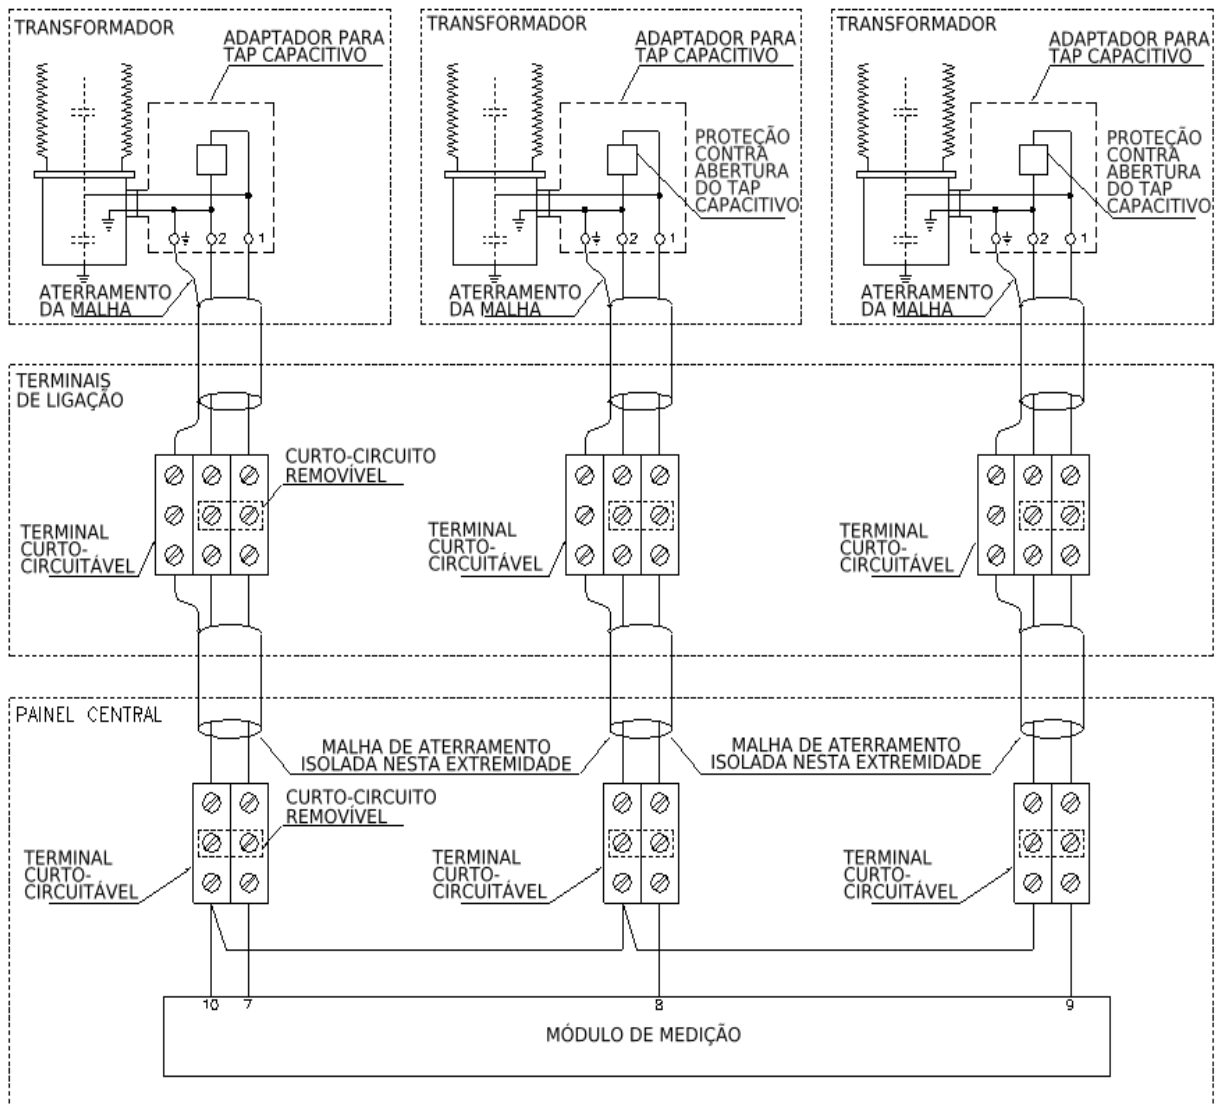 TRANSFORMADOR
ADAPTADOR PARA
TAP CAPACITIVO
2
1
ATERRAMENTO
DA MALHA
TRANSFORMADOR
ADAPTADOR PARA
TAP CAPACITIVO
PROTEÇÃO
CONTRA
ABERTURA
DO TAP
CAPACITIVO
2
1
ATERRAMENTO
DA MALHA
TRANSFORMADOR
ADAPTADOR PARA
TAP CAPACITIVO
PROTEÇÃO
CONTRA
ABERTURA
DO TAP
CAPACITIVO
2
1
ATERRAMENTO
DA MALHA
TERMINAIS
DE LIGAÇÃO
CURTO-CIRCUITO
REMOVÍVEL
TERMINAL
CURTO-
CIRCUITÁVEL
TERMINAL
CURTO-
CIRCUITÁVEL
TERMINAL
CURTO-
CIRCUITÁVEL
PAINEL CENTRAL
MALHA DE ATERRAMENTO
ISOLADA NESTA EXTREMIDADE
MALHA DE ATERRAMENTO
ISOLADA NESTA EXTREMIDADE
CURTO-CIRCUITO
REMOVÍVEL
TERMINAL
CURTO-
CIRCUITÁVEL
TERMINAL
CURTO-
CIRCUITÁVEL
TERMINAL
CURTO-
CIRCUITÁVEL
10
7
8
9
MÓDULO DE MEDIÇÃO